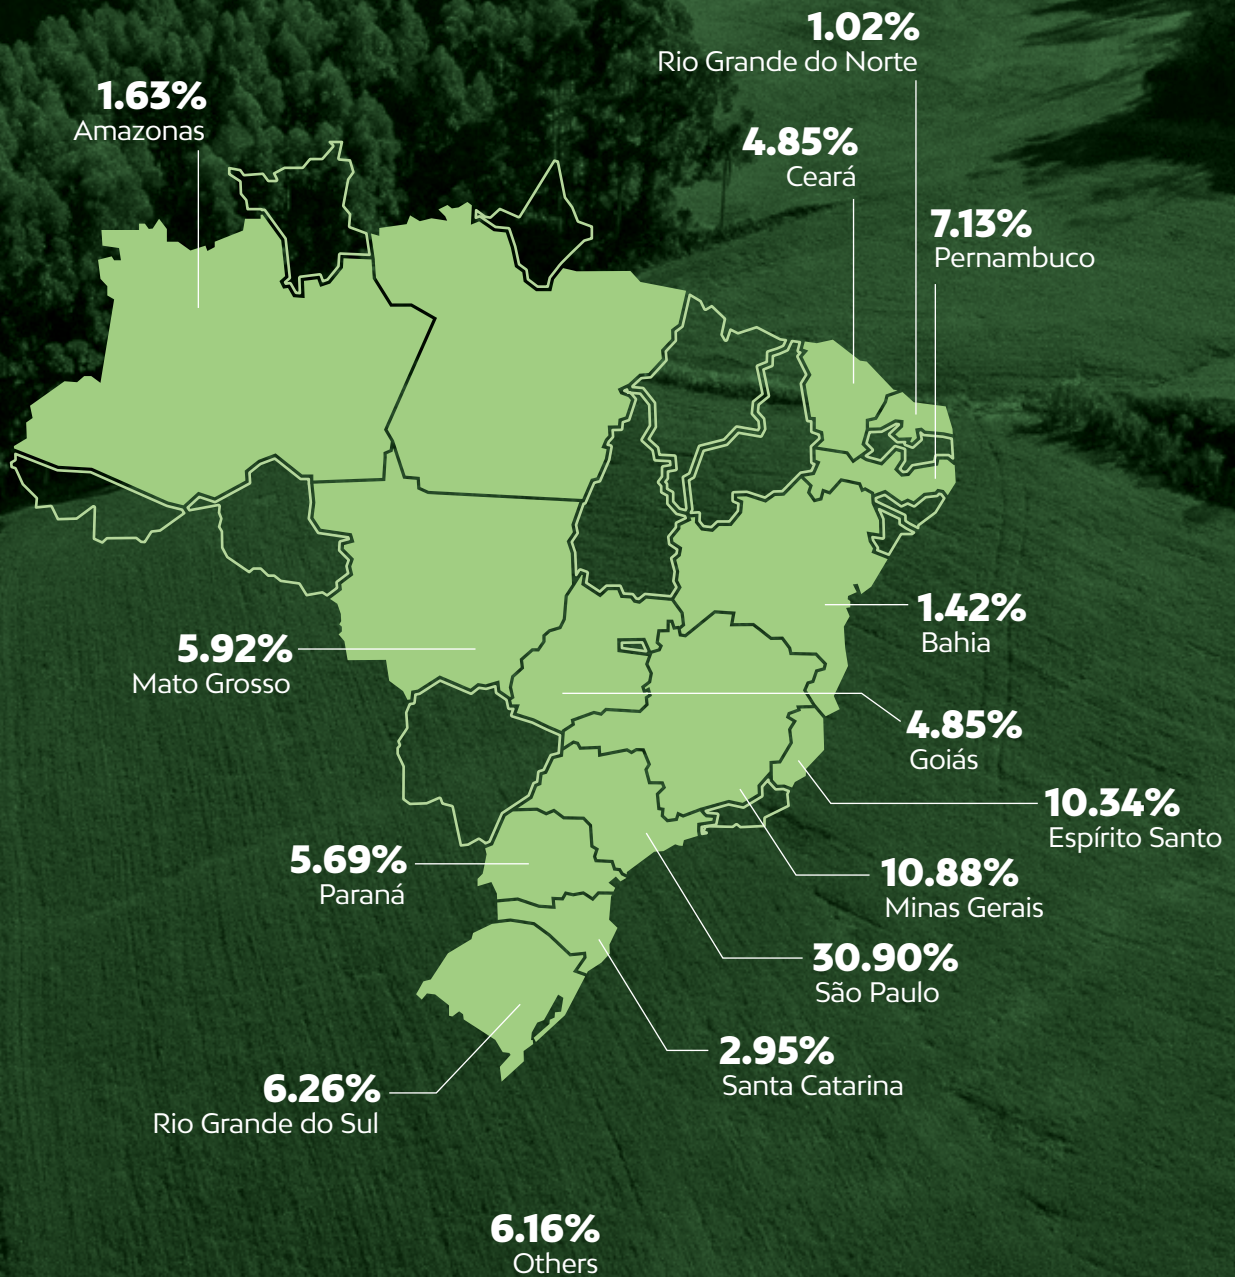 1.02%
Rio Grande do Norte
1.63%
Amazonas
4.85%
Ceará
7.13%
Pernambuco
1.42%
Bahia
5.92%
Mato Grosso
4.85%
Goiás
10.34%
Espírito Santo
5.69%
Paraná
10.88%
Minas Gerais
30.90%
São Paulo
2.95%
Santa Catarina
6.26%
Rio Grande do Sul
6.16%
Others